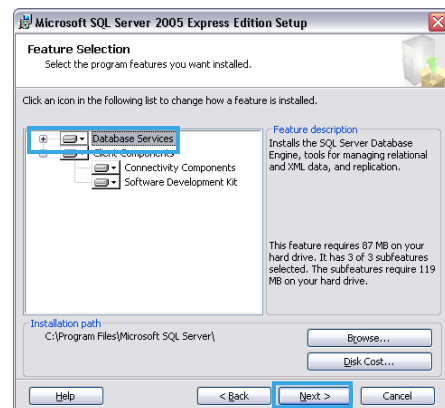 Microsoft SQL Server 2005 Express Edition Setup
Feature Selection
Select the program features you want installed.
Click an icon in the following list to change how a feature is installed.
Database Services
Client Components
Connectivity Components
Software Development Kit
Feature description
Installs the SQL Server Database
Engine, tools for managing relational
and XML data, and replication.
This feature requires 87 MB on your
hard drive. It has 3 of 3 subfeatures
selected. The subfeatures require 119
MB on your hard drive.
Installation path
C:\Program Files\Microsoft SQL Server\
Browse...
Disk Cost...
Help
< Back
Next >
Cancel